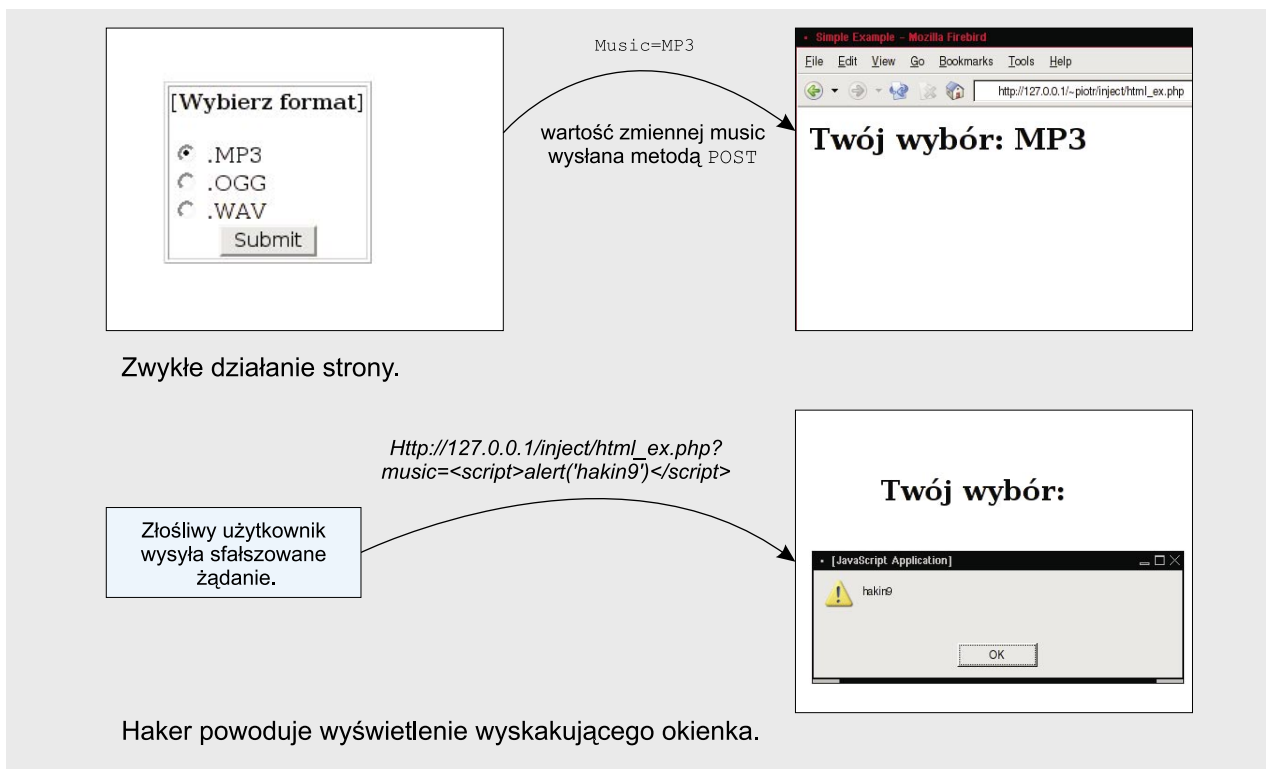 [Wybierz format]
.MP3
.OGG
.WAV
Submit
Music=MP3
wartość zmiennej music
wysłana metodą POST
Simple Example - Mozilla Firebird
File Edit View Go Bookmarks Tools Help
http://127.0.0.1/~piotr/inject/html_ex.php
Twój wybór: MP3
Zwykłe działanie strony.
Złośliwy użytkownik
wysyła sfałszowane
żądanie.
Http://127.0.0.1/inject/html_ex.php?
music=<script>alert('hakin9')</script>
Twój wybór:
[JavaScript Application]
hakin9
OK
Haker powoduje wyświetlenie wyskakującego okienka.